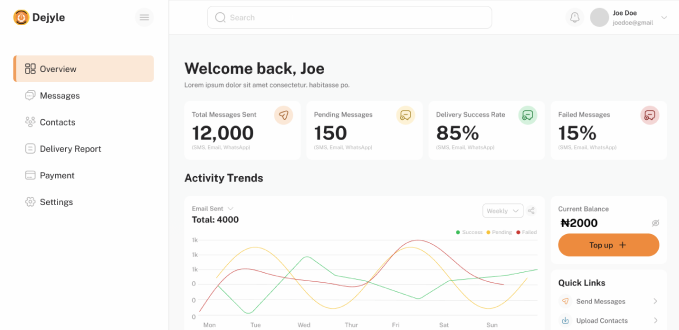 Dejyle
Search
Joe Doe
joedoe@gmail
Overview
Messages
Contacts
Delivery Report
Payment
Settings
Welcome back, Joe
Lorem ipsum dolor sit amet consectetur. habitasse po.
Total Messages Sent
12,000
(SMS, Email, WhatsApp)
Pending Messages
150
(SMS, Email, WhatsApp)
Delivery Success Rate
85%
(SMS, Email, WhatsApp)
Failed Messages
15%
(SMS, Email, WhatsApp)
Activity Trends
Email Sent
Total: 4000
Weekly
Success Pending Failed
1k
1k
1k
0
0
0
Mon Tue Wed Thur Fri Sat Sun
Current Balance
₦2000
Top up +
Quick Links
Send Messages
Upload Contacts